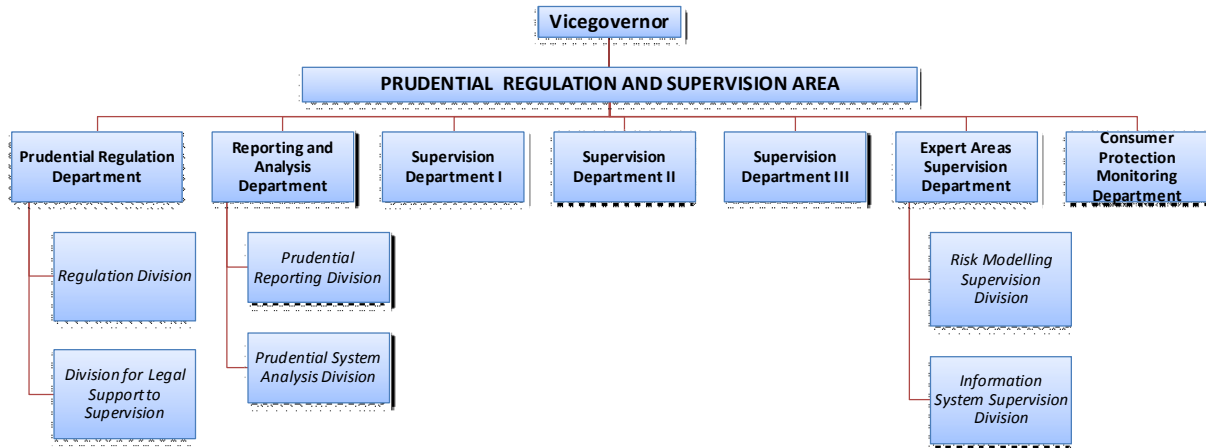 Vicegovernor
PRUDENTIAL REGULATION AND SUPERVISION AREA
Prudential Regulation
Department
Reporting and
Analysis
Department
Supervision
Department I
Supervision
Department II
Supervision
Department III
Expert Areas
Supervision
Department
Consumer
Protection
Monitoring
Department
Regulation Division
Division for Legal
Support to
Supervision
Prudential
Reporting Division
Prudential System
Analysis Division
Risk Modelling
Supervision
Division
Information
System Supervision
Division